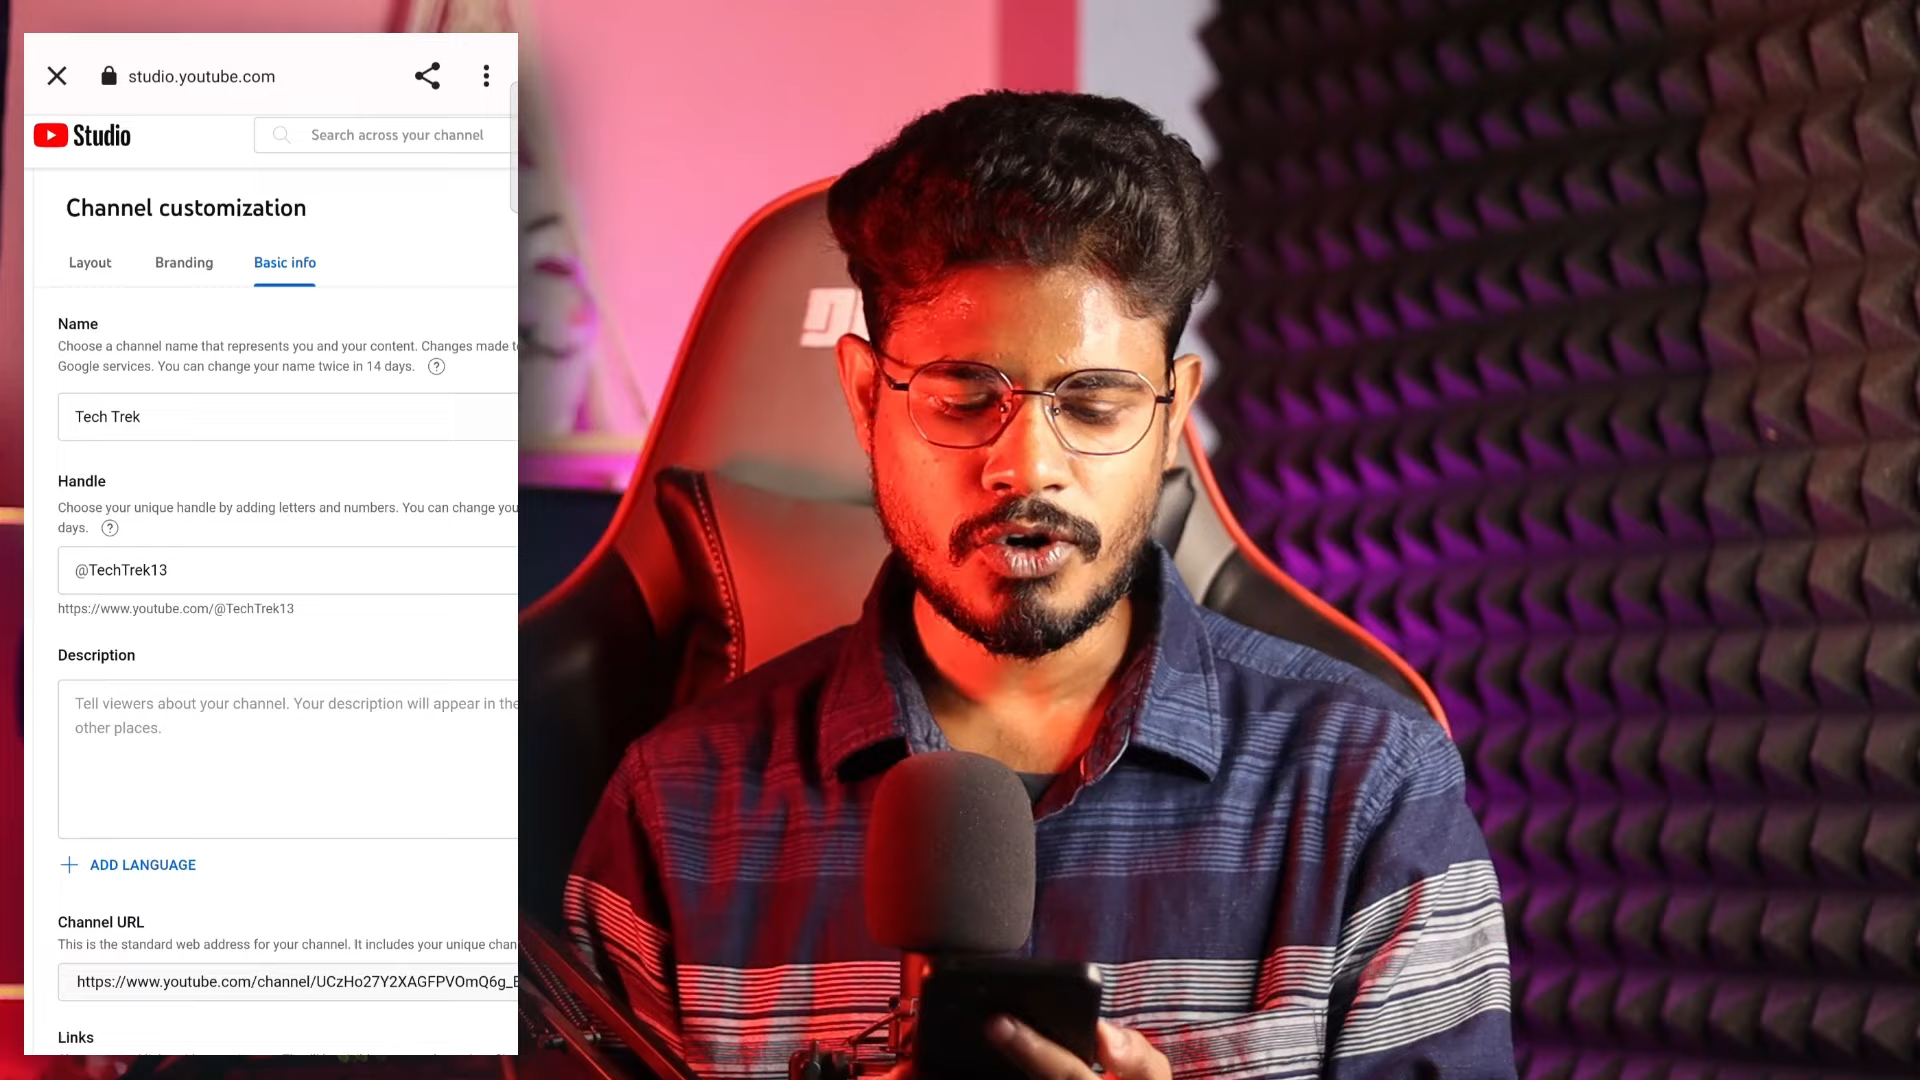 studio.youtube.com
Studio
Search across your channel
Channel customization
Layout
Branding
Basic info
Name
Choose a channel name that represents you and your content. Changes made
Google services. You can change your name twice in 14 days.
Tech Trek
Handle
Choose your unique handle by adding letters and numbers. You can change
days.
@TechTrek13
https://www.youtube.com/@TechTrek13
Description
Tell viewers about your channel. Your description will appear in the
other places.
ADD LANGUAGE
Channel URL
This is the standard web address for your channel. It includes your unique
https://www.youtube.com/channel/UCzHo27Y2XAGFPVOmQ6g_E
Links